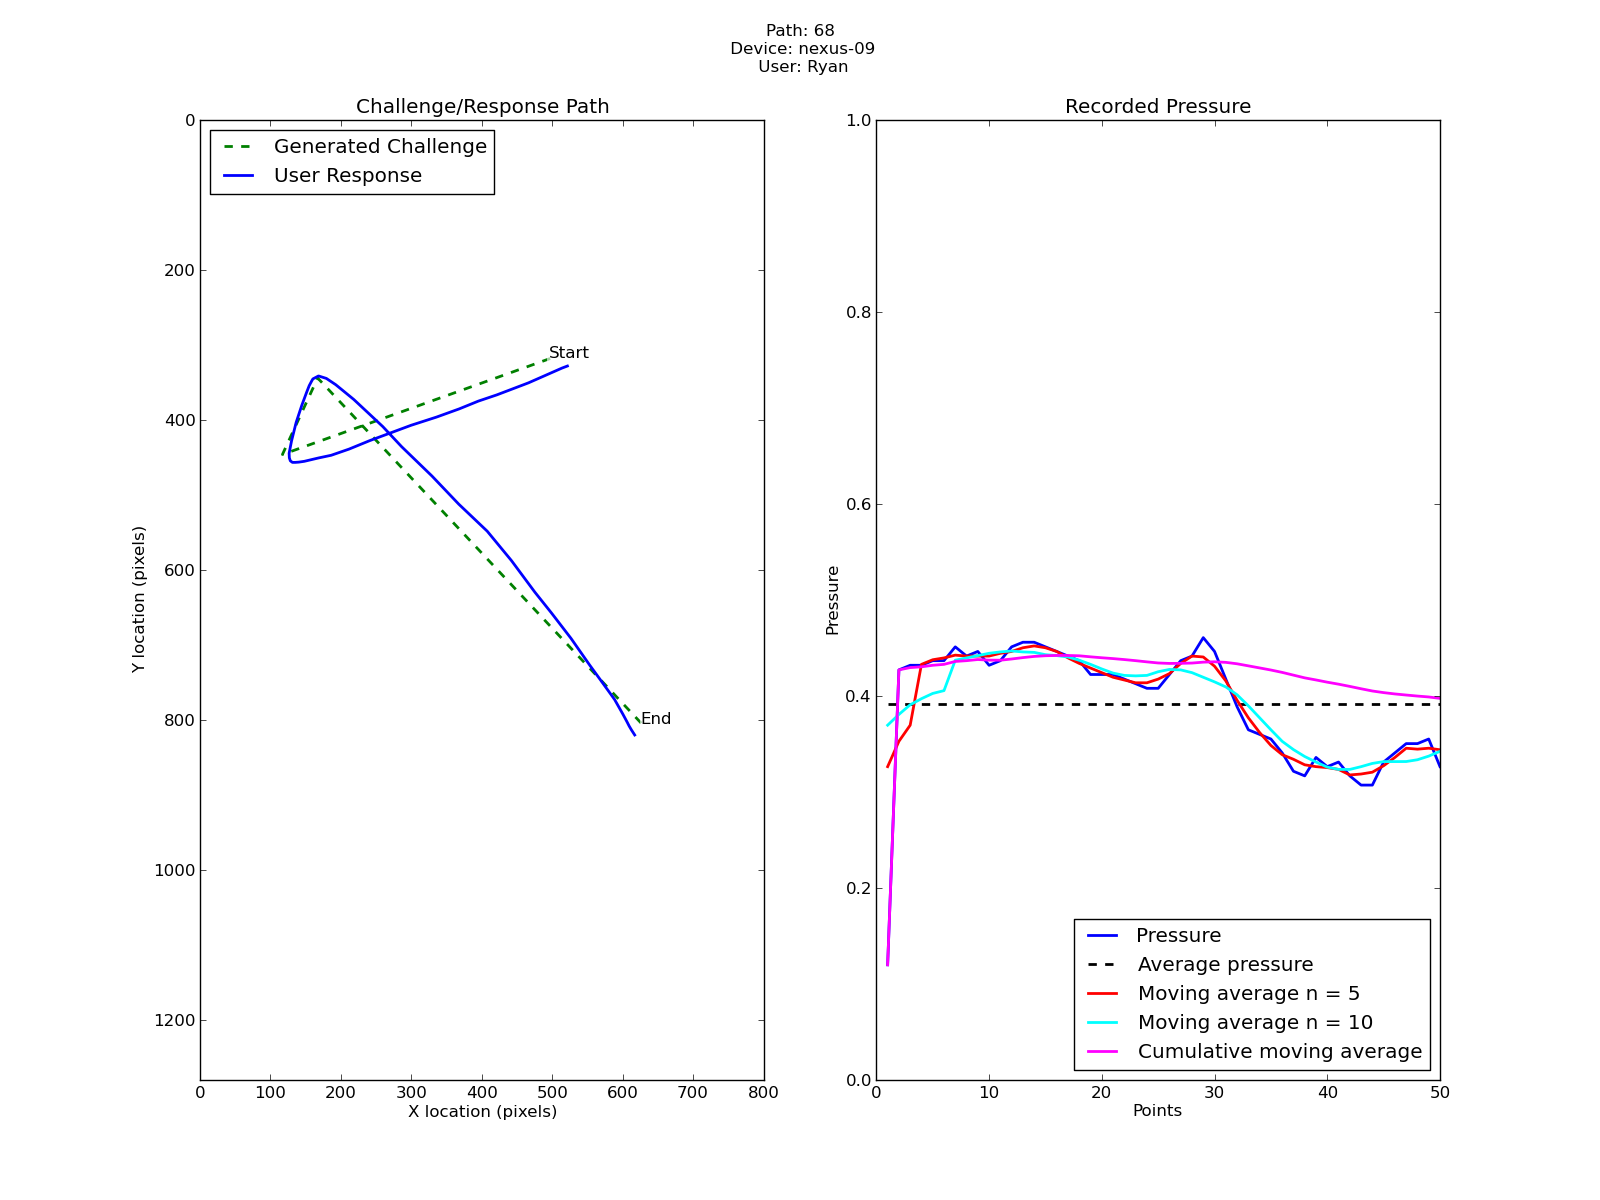 Path: 68
Device: nexus-09
User: Ryan
Challenge/Response Path
0
200
400
600
800
1000
1200
Y location (pixels)
Generated Challenge
User Response
Start
End
0 100 200 300 400 500 600 700 800
X location (pixels)
Recorded Pressure
1.0
0.8
0.6
0.4
0.2
0.0
Pressure
Pressure
Average pressure
Moving average n = 5
Moving average n = 10
Cumulative moving average
0 10 20 30 40 50
Points